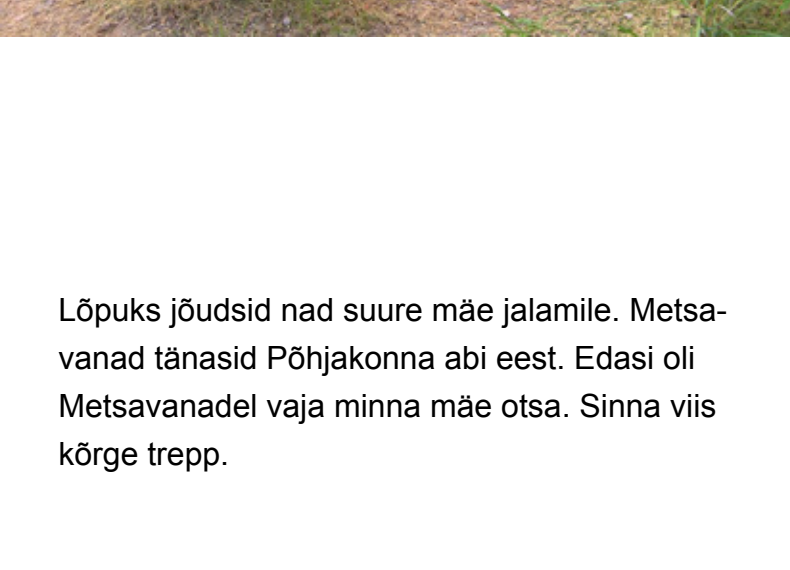 Lõpuks jõudsid nad suure mäe jalamile. Metsa-
vanad tänasid Põhjakonna abi eest. Edasi oli
Metsavanadel vaja minna mäe otsa. Sinna viis
kõrge trepp.